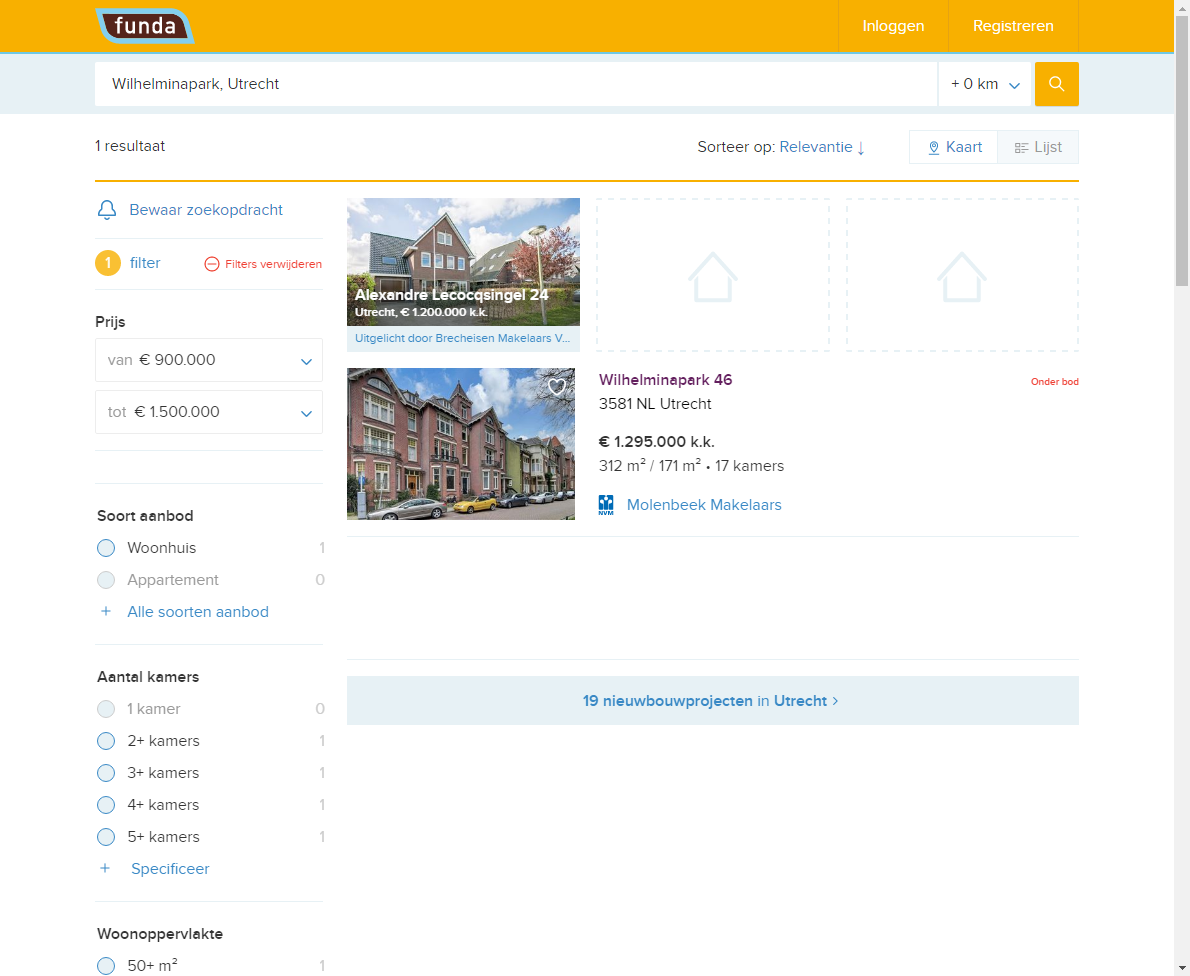 funda
Inloggen
Registreren
Wilhelminapark, Utrecht
+ 0 km
1 resultaat
Sorteer op: Relevantie ↓
Kaart
Lijst
Bewaar zoekopdracht
1 filter
Filters verwijderen
Prijs
van € 900.000
tot € 1.500.000
Soort aanbod
Woonhuis 1
Appartement 0
+ Alle soorten aanbod
Aantal kamers
1 kamer 0
2+ kamers 1
3+ kamers 1
4+ kamers 1
5+ kamers 1
+ Specificeer
Woonoppervlakte
50+ m² 1
Alexandre Lecocqsingel 24
Utrecht, € 1.200.000 k.k.
Uitgelicht door Brecheisen Makelaars V...
Wilhelminapark 46
Onder bod
3581 NL Utrecht
€ 1.295.000 k.k.
312 m² / 171 m² • 17 kamers
NVM
Molenbeek Makelaars
19 nieuwbouwprojecten in Utrecht >